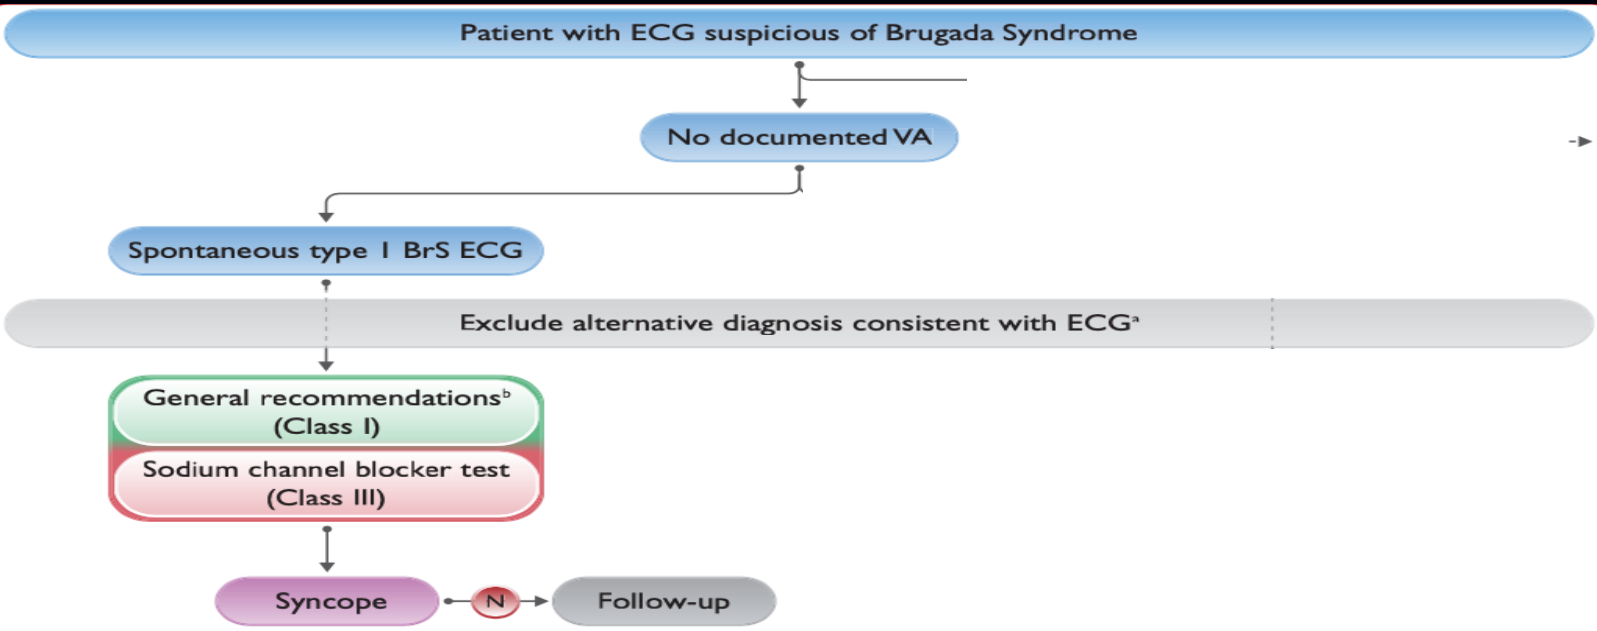 Patient with ECG suspicious of Brugada Syndrome
No documented VA
Spontaneous type 1 BrS ECG
Exclude alternative diagnosis consistent with ECGᵃ
General recommendationsᵇ
(Class I)
Sodium channel blocker test
(Class III)
Syncope
N
Follow-up